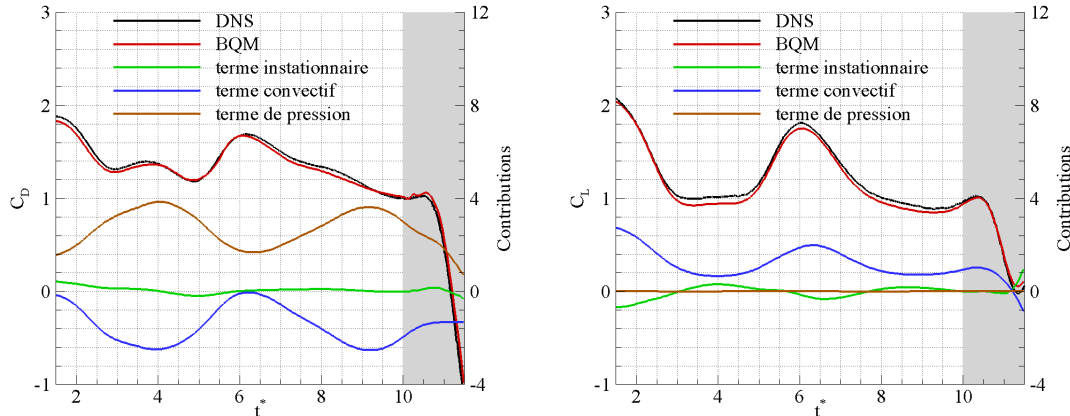 3
2
1
0
-1
C_D
12
8
4
0
-4
Contributions
DNS
BQM
terme instationnaire
terme convectif
terme de pression
2
4
6
8
10
t*
3
2
1
0
-1
C_L
12
8
4
0
-4
Contributions
DNS
BQM
terme instationnaire
terme convectif
terme de pression
2
4
6
8
10
t*